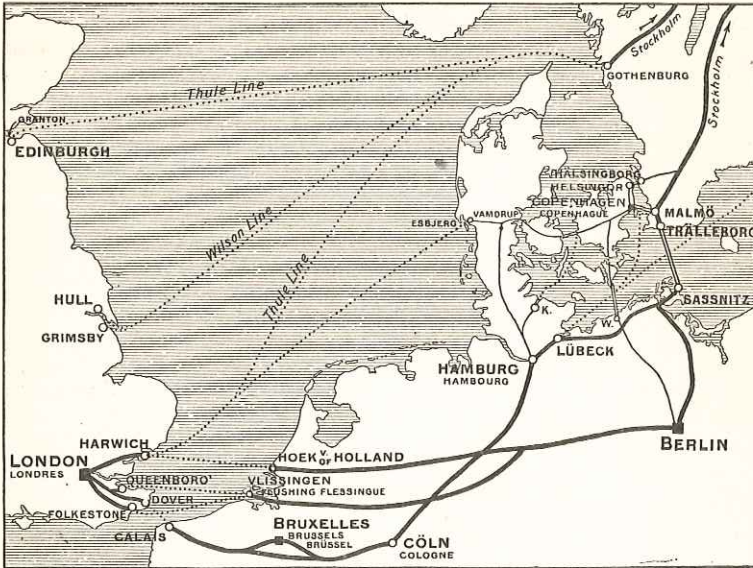 Stockholm
Stockholm
Thule Line
GOTHENBURG
GRANTON
EDINBURGH
Wilson Line
Thule Line
HÄLSINGBORG
HELSINGÖR
COPENHAGEN
COPENHAGUE
MALMÖ
TRÄLLEBORG
ESBJERG
VAMDRUP
HULL
GRIMSBY
SASSNITZ
K.
W.
LÜBECK
HAMBURG
HAMBOURG
BERLIN
HARWICH
HOEK V. OF HOLLAND
LONDON
LONDRES
QUEENBORO'
VLISSINGEN
FLUSHING FLESSINGUE
DOVER
FOLKESTONE
CALAIS
BRUXELLES
BRUSSELS
BRÜSSEL
CÖLN
COLOGNE